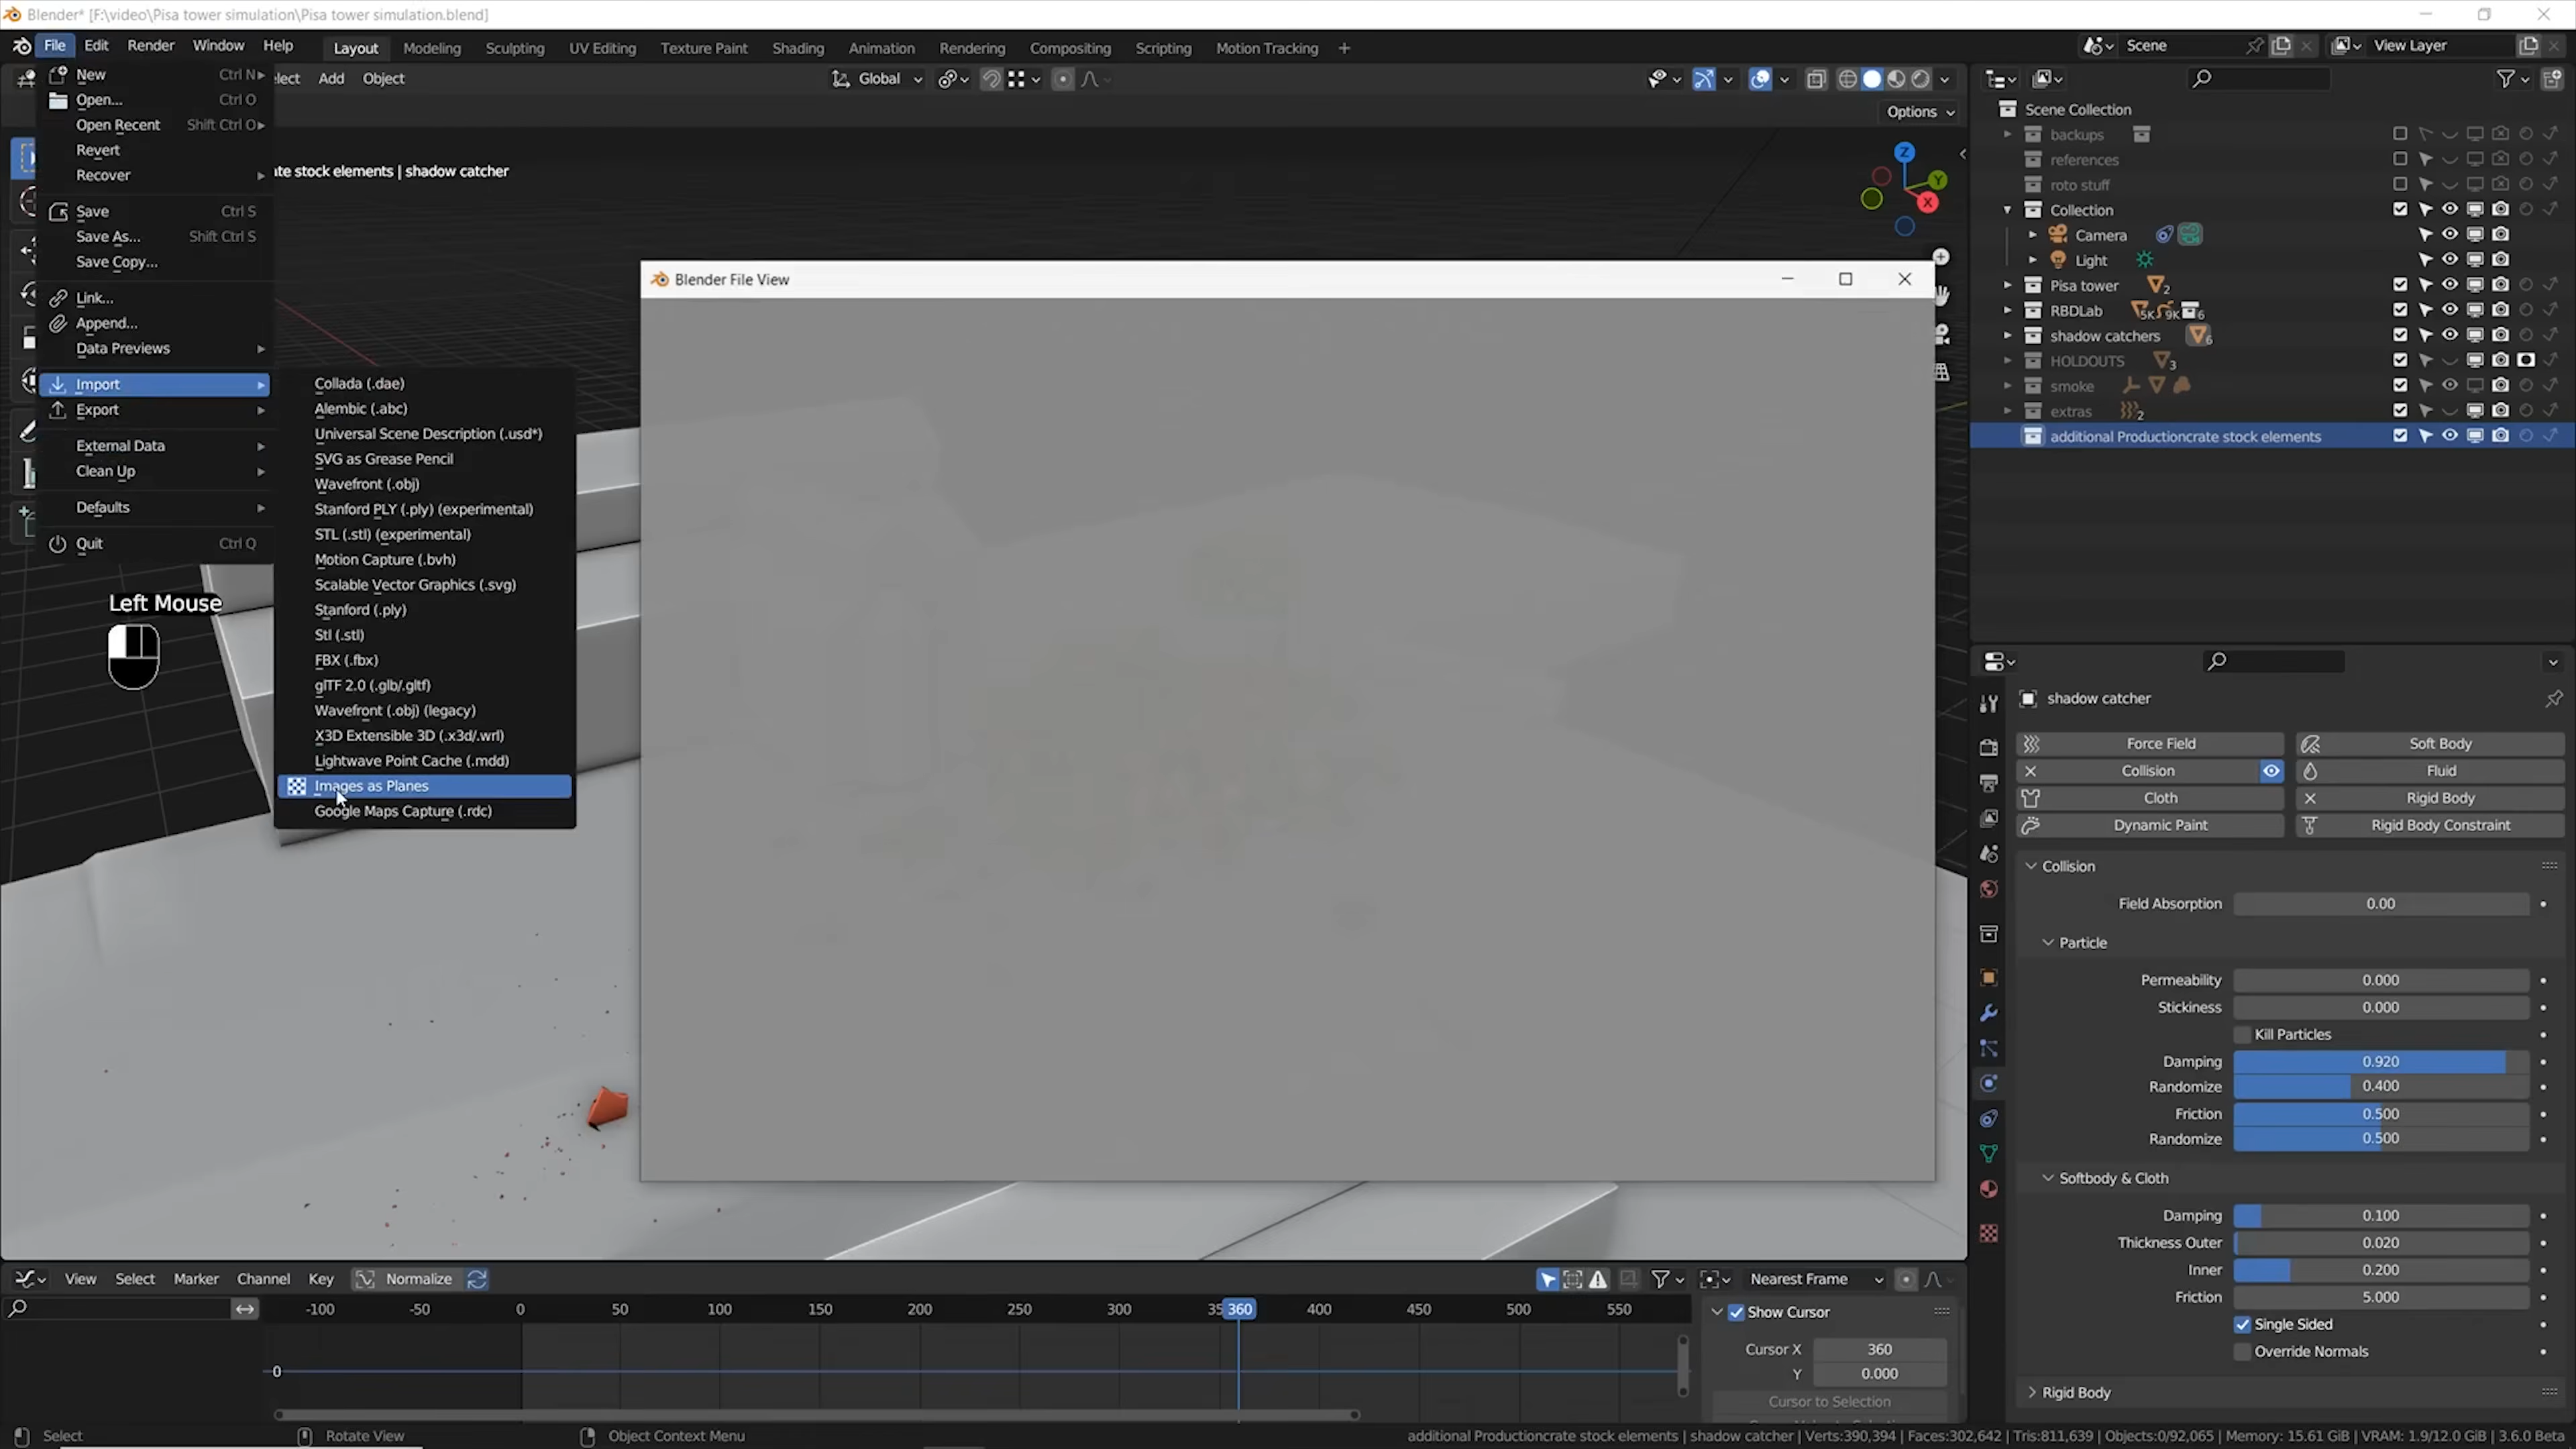 Blender* [F:\video\Pisa tower simulation\Pisa tower simulation.blend]
File Edit Render Window Help Layout Modeling Sculpting UV Editing Texture Paint Shading Animation Rendering Compositing Scripting Motion Tracking + Scene View Layer
lect Add Object Global
Options
New Ctrl N
Open... Ctrl O
Open Recent Shift Ctrl O
Revert
Recover
Save Ctrl S
Save As... Shift Ctrl S
Save Copy...
Link...
Append...
Data Previews
Import
Export
External Data
Clean Up
Defaults
Quit Ctrl Q
te stock elements | shadow catcher
Z
Y
X
Collada (.dae)
Alembic (.abc)
Universal Scene Description (.usd*)
SVG as Grease Pencil
Wavefront (.obj)
Stanford PLY (.ply) (experimental)
STL (.stl) (experimental)
Motion Capture (.bvh)
Scalable Vector Graphics (.svg)
Stanford (.ply)
Stl (.stl)
FBX (.fbx)
glTF 2.0 (.glb/.gltf)
Wavefront (.obj) (legacy)
X3D Extensible 3D (.x3d/.wrl)
Lightwave Point Cache (.mdd)
Images as Planes
Google Maps Capture (.rdc)
Left Mouse
Blender File View
Scene Collection
backups
references
roto stuff
Collection
Camera
Light
Pisa tower 2
RBDLab 5K 9K 6
shadow catchers 6
HOLDOUTS 3
smoke
extras 2
additional Productioncrate stock elements
shadow catcher
Force Field Soft Body
Collision Fluid
Cloth Rigid Body
Dynamic Paint Rigid Body Constraint
Collision
Field Absorption 0.00
Particle
Permeability 0.000
Stickiness 0.000
Kill Particles
Damping 0.920
Randomize 0.400
Friction 0.500
Randomize 0.500
Softbody & Cloth
Damping 0.100
Thickness Outer 0.020
Inner 0.200
Friction 5.000
Single Sided
Override Normals
Rigid Body
View Select Marker Channel Key Normalize Nearest Frame
-100 -50 0 50 100 150 200 250 300 35 360 400 450 500 550
Show Cursor
Cursor X 360
Y 0.000
Cursor to Selection
0
Select Rotate View Object Context Menu
additional Productioncrate stock elements | shadow catcher | Verts:390,394 | Faces:302,642 | Tris:811,639 | Objects:0/92,065 | Memory: 15.61 GiB | VRAM: 1.9/12.0 GiB | 3.6.0 Beta